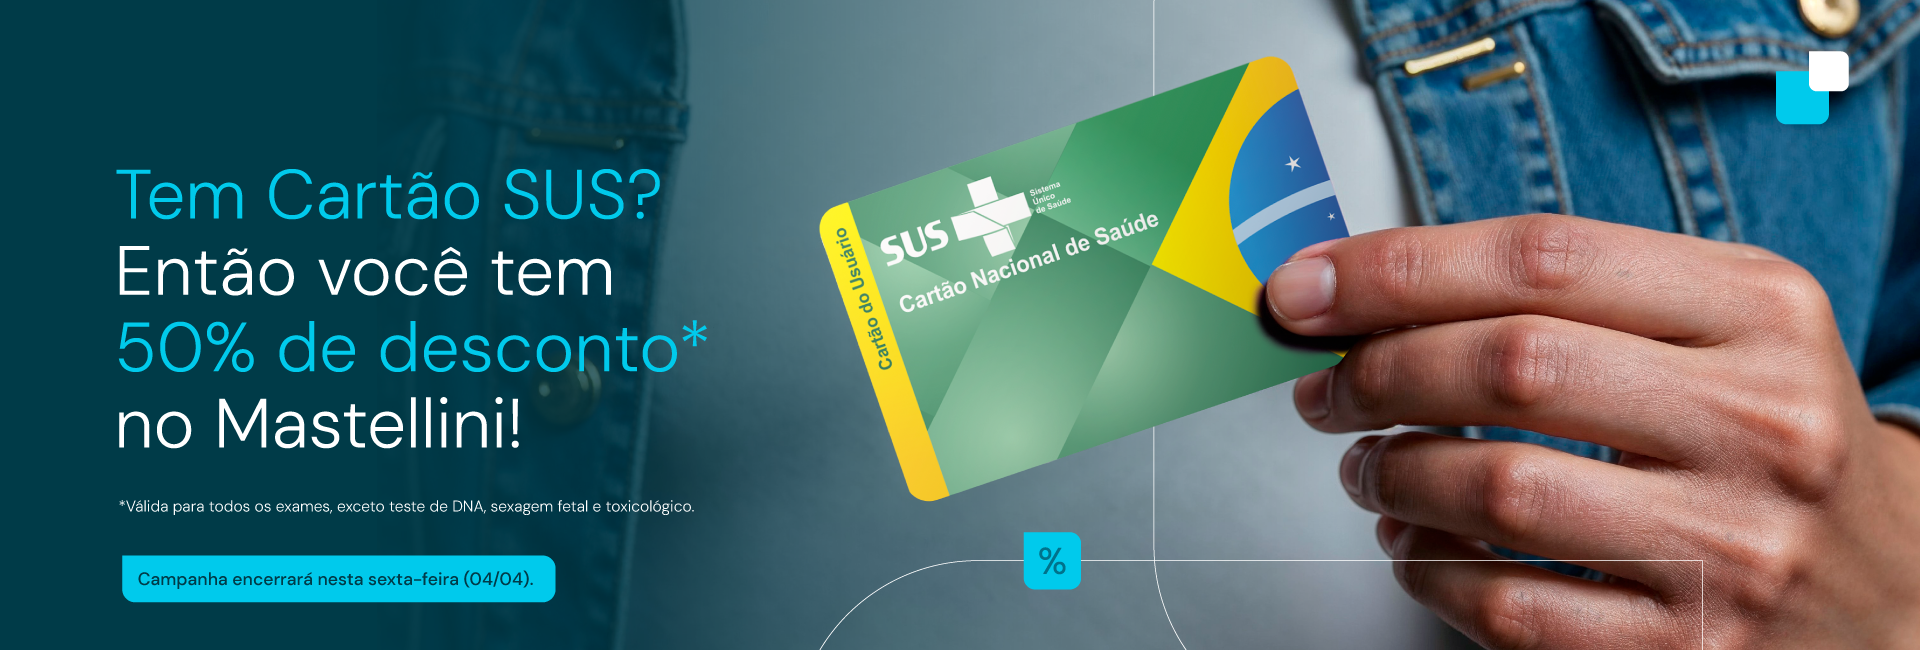 Tem Cartão SUS?
Então você tem
50% de desconto*
no Mastellini!
*Válida para todos os exames, exceto teste de DNA, sexagem fetal e toxicológico.
Campanha encerrará nesta sexta-feira (04/04).
Cartão do Usuário
SUS
Sistema
Único
de Saúde
Cartão Nacional de Saúde
%